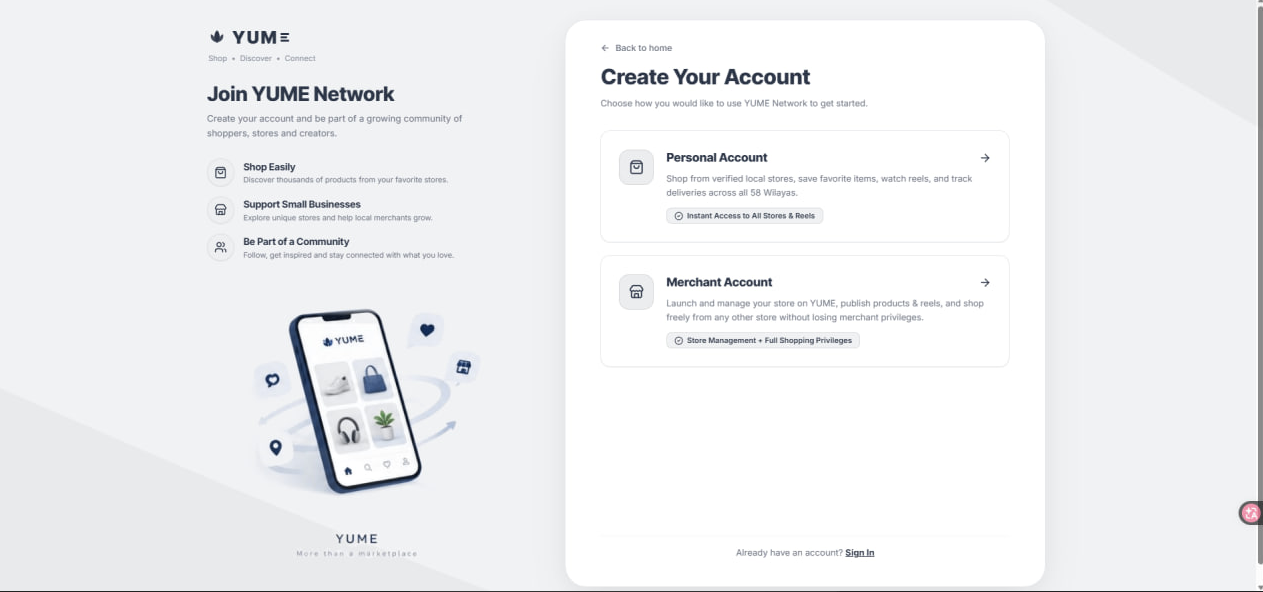 YUME
Shop • Discover • Connect
Join YUME Network
Create your account and be part of a growing community of
shoppers, stores and creators.
Shop Easily
Discover thousands of products from your favorite stores.
Support Small Businesses
Explore unique stores and help local merchants grow.
Be Part of a Community
Follow, get inspired and stay connected with what you love.
YUME
YUME
More than a marketplace
← Back to home
Create Your Account
Choose how you would like to use YUME Network to get started.
Personal Account →
Shop from verified local stores, save favorite items, watch reels, and track
deliveries across all 58 Wilayas.
Instant Access to All Stores & Reels
Merchant Account →
Launch and manage your store on YUME, publish products & reels, and shop
freely from any other store without losing merchant privileges.
Store Management + Full Shopping Privileges
Already have an account? Sign In